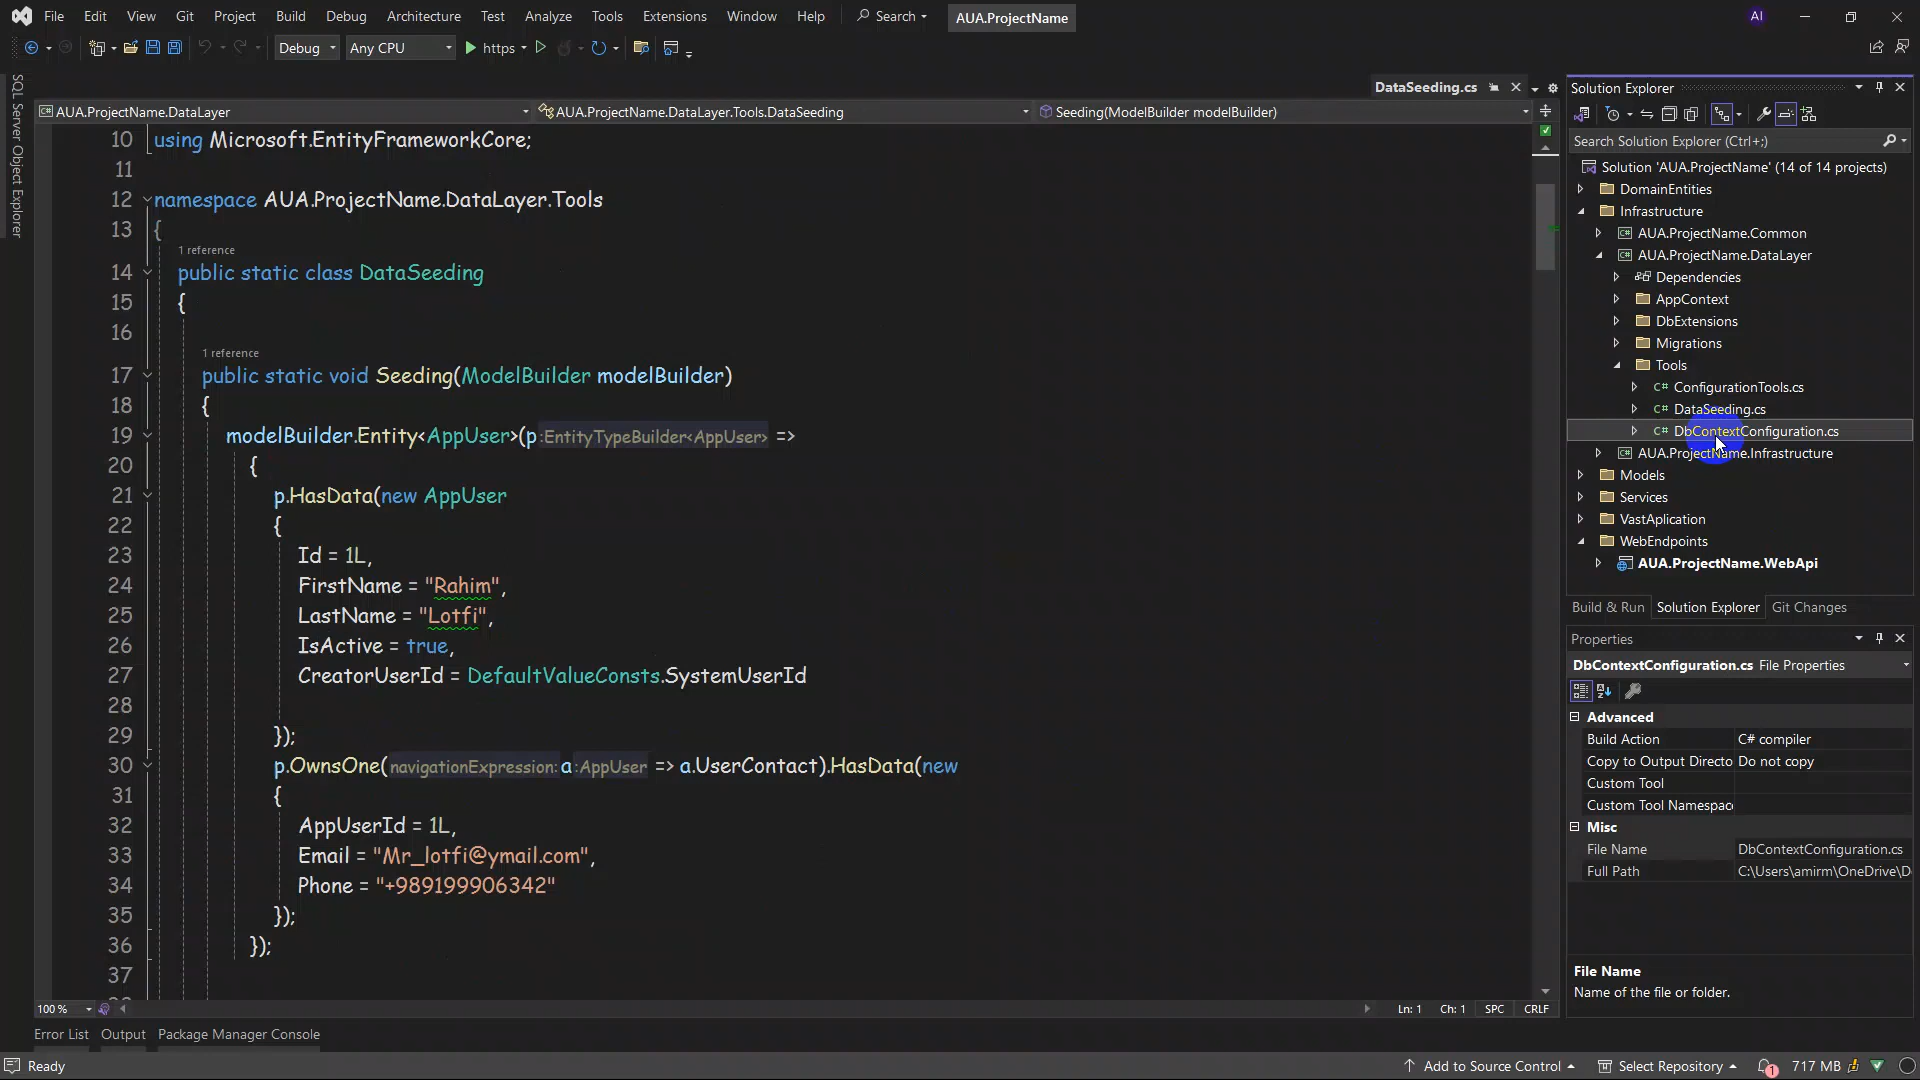 File Edit View Git Project Build Debug Architecture Test Analyze Tools Extensions Window Help Search AUA.ProjectName AI
Debug Any CPU https
SQL Server Object Explorer
DataSeeding.cs
AUA.ProjectName.DataLayer AUA.ProjectName.DataLayer.Tools.DataSeeding Seeding(ModelBuilder modelBuilder)
10 using Microsoft.EntityFrameworkCore;
11
12 namespace AUA.ProjectName.DataLayer.Tools
13 {
1 reference
14 public static class DataSeeding
15 {
16
1 reference
17 public static void Seeding(ModelBuilder modelBuilder)
18 {
19 modelBuilder.Entity<AppUser>(p:EntityTypeBuilder<AppUser> =>
20 {
21 p.HasData(new AppUser
22 {
23 Id = 1L,
24 FirstName = "Rahim",
25 LastName = "Lotfi",
26 IsActive = true,
27 CreatorUserId = DefaultValueConsts.SystemUserId
28
29 });
30 p.OwnsOne(navigationExpression: a:AppUser => a.UserContact).HasData(new
31 {
32 AppUserId = 1L,
33 Email = "Mr_lotfi@ymail.com",
34 Phone = "+989199906342"
35 });
36 });
37
100 % Ln: 1 Ch: 1 SPC CRLF
Solution Explorer
Search Solution Explorer (Ctrl+;)
Solution 'AUA.ProjectName' (14 of 14 projects)
DomainEntities
Infrastructure
C# AUA.ProjectName.Common
C# AUA.ProjectName.DataLayer
Dependencies
AppContext
DbExtensions
Migrations
Tools
C# ConfigurationTools.cs
C# DataSeeding.cs
C# DbContextConfiguration.cs
C# AUA.ProjectName.Infrastructure
Models
Services
VastAplication
WebEndpoints
AUA.ProjectName.WebApi
Build & Run Solution Explorer Git Changes
Properties
DbContextConfiguration.cs File Properties
Advanced
Build Action C# compiler
Copy to Output Directo Do not copy
Custom Tool
Custom Tool Namespac
Misc
File Name DbContextConfiguration.cs
Full Path C:\Users\amirm\OneDrive\D
File Name
Name of the file or folder.
Error List Output Package Manager Console
Ready Add to Source Control Select Repository 1 717 MB